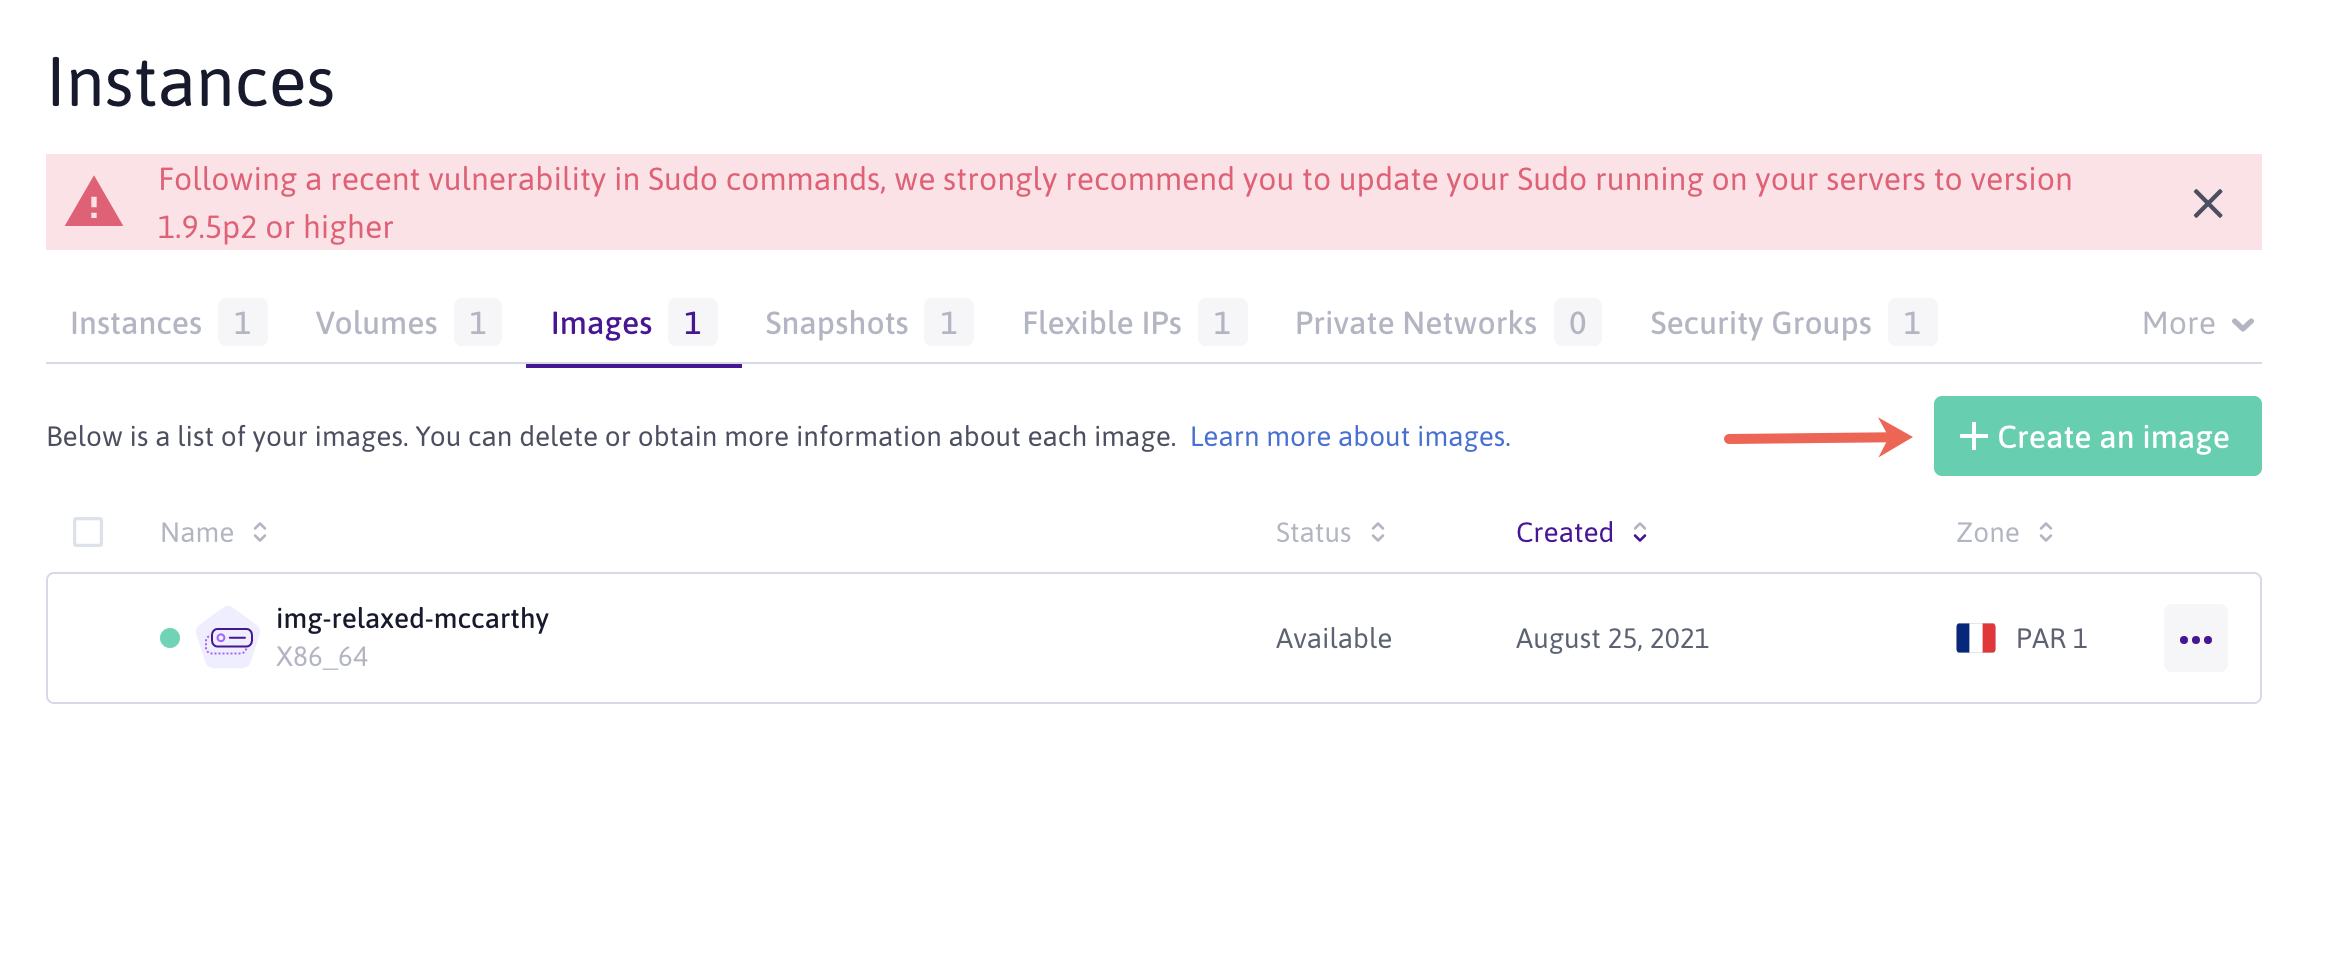 Instances
Following a recent vulnerability in Sudo commands, we strongly recommend you to update your Sudo running on your servers to version
1.9.5p2 or higher
Instances 1 Volumes 1 Images 1 Snapshots 1 Flexible IPs 1 Private Networks 0 Security Groups 1 More
Below is a list of your images. You can delete or obtain more information about each image. Learn more about images.
Create an image
Name Status Created Zone
img-relaxed-mccarthy
X86_64
Available August 25, 2021 PAR 1